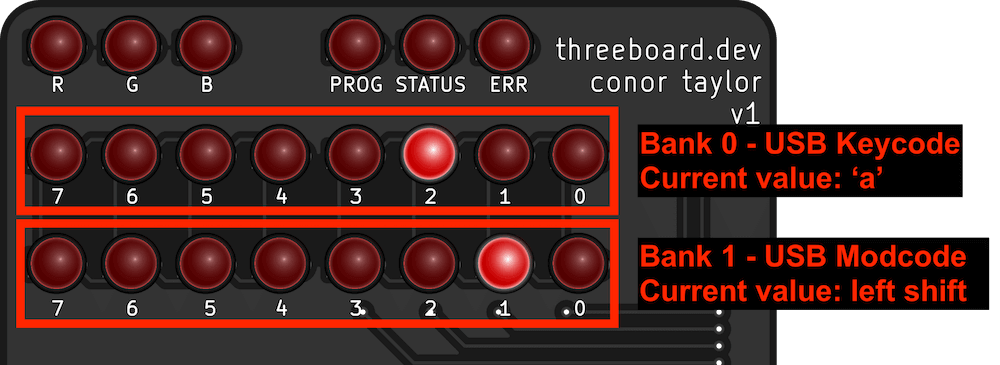 threeboard.dev
conor taylor
v1
R G B PROG STATUS ERR
7 6 5 4 3 2 1 0
Bank 0 - USB Keycode
Current value: ‘a’
7 6 5 4 3 2 1 0
Bank 1 - USB Modcode
Current value: left shift